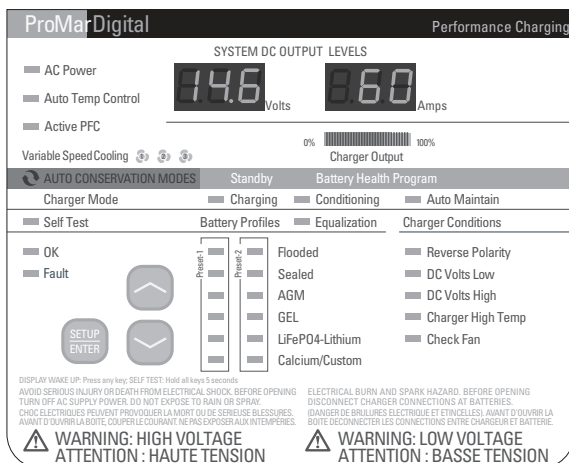 ProMarDigital Performance Charging
SYSTEM DC OUTPUT LEVELS
AC Power
Auto Temp Control
Active PFC
14.6 Volts
60 Amps
Variable Speed Cooling 1 2 3
0% 100%
Charger Output
AUTO CONSERVATION MODES Standby Battery Health Program
Charger Mode Charging Conditioning Auto Maintain
Self Test Battery Profiles Equalization Charger Conditions
OK
Fault
Preset-1
Preset-2
Flooded
Sealed
AGM
GEL
LiFePO4-Lithium
Calcium/Custom
Reverse Polarity
DC Volts Low
DC Volts High
Charger High Temp
Check Fan
SETUP
ENTER
DISPLAY WAKE UP: Press any key; SELF TEST: Hold all keys 5 seconds
AVOID SERIOUS INJURY OR DEATH FROM ELECTRICAL SHOCK. BEFORE OPENING
TURN OFF AC SUPPLY POWER. DO NOT EXPOSE TO RAIN OR SPRAY.
CHOC ELECTRIQUES PEUVENT PROVOQUER LA MORT OU DE SERIEUSE BLESSURES.
AVANT D'OUVRIR LA BOITE, COUPER LE COURANT. NE PAS EXPOSER AUX INTEMPÉRIES.
WARNING: HIGH VOLTAGE
ATTENTION : HAUTE TENSION
ELECTRICAL BURN AND SPARK HAZARD. BEFORE OPENING
DISCONNECT CHARGER CONNECTIONS AT BATTERIES.
(DANGER DE BRULURES ELECTRIQUE ET ETINCELLES). AVANT D'OUVRIR LA
BOITE DECONNECTER LES CONNECTIONS ENTRE CHARGEUR ET BATTERIE.
WARNING: LOW VOLTAGE
ATTENTION : BASSE TENSION